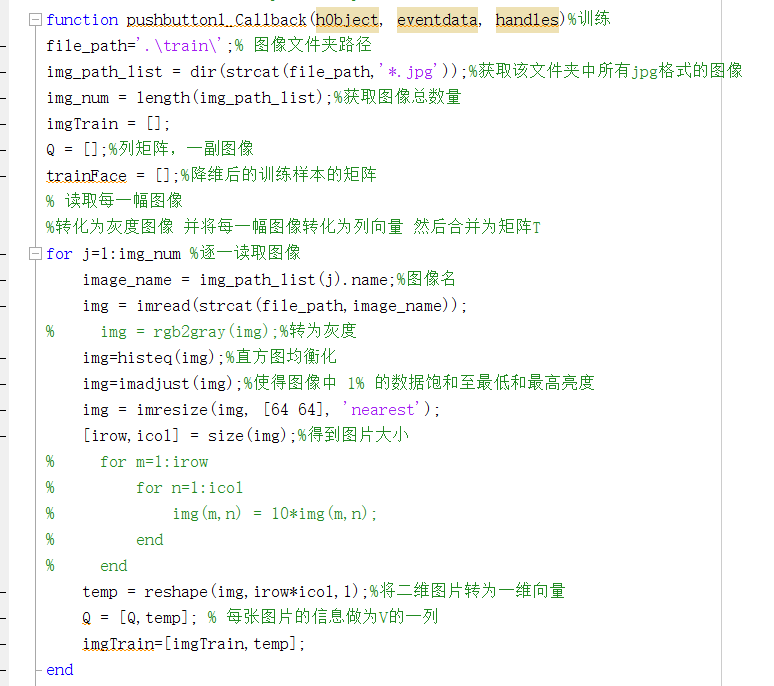 function pushbutton1_Callback(hObject, eventdata, handles)%训练
file_path='.\train\';% 图像文件夹路径
img_path_list = dir(strcat(file_path,'*.jpg'));%获取该文件夹中所有jpg格式的图像
img_num = length(img_path_list);%获取图像总数量
imgTrain = [];
Q = [];%列矩阵，一副图像
trainFace = [];%降维后的训练样本的矩阵
% 读取每一幅图像
%转化为灰度图像 并将每一幅图像转化为列向量 然后合并为矩阵T
for j=1:img_num %逐一读取图像
image_name = img_path_list(j).name;%图像名
img = imread(strcat(file_path,image_name));
% img = rgb2gray(img);%转为灰度
img=histeq(img);%直方图均衡化
img=imadjust(img);%使得图像中 1% 的数据饱和至最低和最高亮度
img = imresize(img, [64 64], 'nearest');
[irow,icol] = size(img);%得到图片大小
% for m=1:irow
% for n=1:icol
% img(m,n) = 10*img(m,n);
% end
% end
temp = reshape(img,irow*icol,1);%将二维图片转为一维向量
Q = [Q,temp]; % 每张图片的信息做为V的一列
imgTrain=[imgTrain,temp];
end